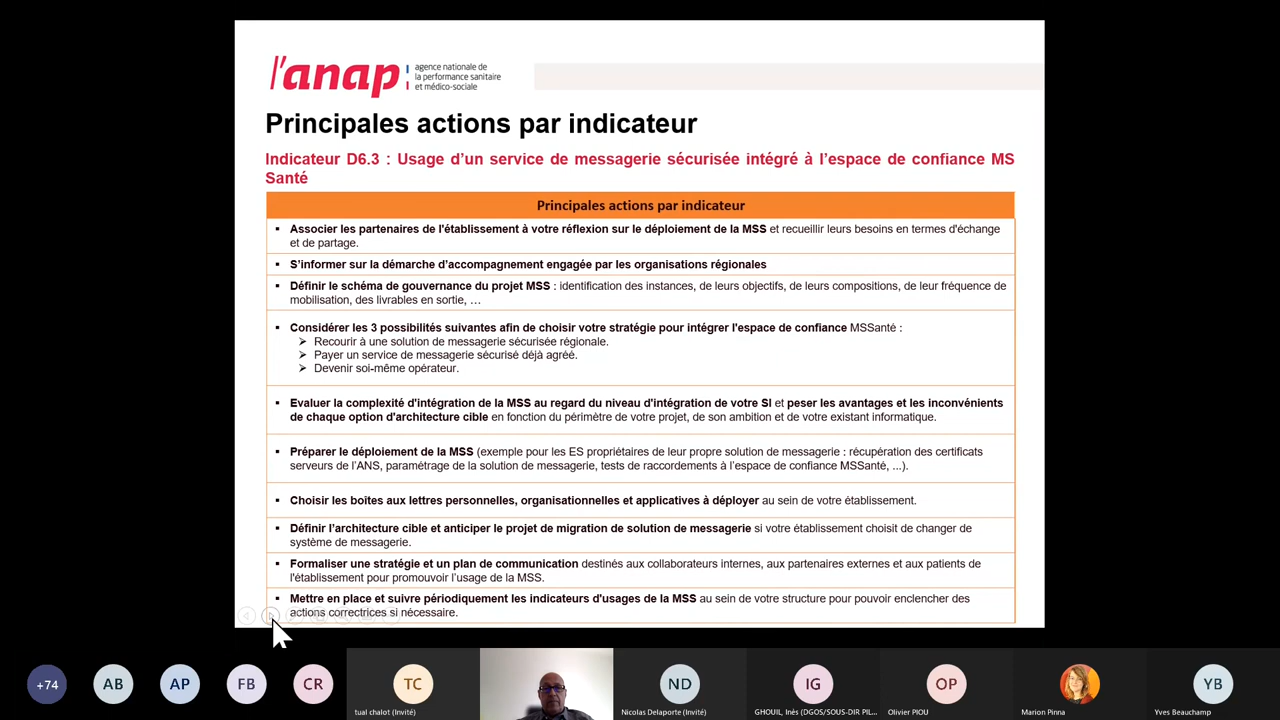 l'anap
agence nationale de
la performance sanitaire
et médico-sociale
Principales actions par indicateur
Indicateur D6.3 : Usage d'un service de messagerie sécurisée intégré à l'espace de confiance MS
Santé
Principales actions par indicateur
▪ Associer les partenaires de l'établissement à votre réflexion sur le déploiement de la MSS et recueillir leurs besoins en termes d'échange
et de partage.
▪ S'informer sur la démarche d'accompagnement engagée par les organisations régionales
▪ Définir le schéma de gouvernance du projet MSS : identification des instances, de leurs objectifs, de leurs compositions, de leur fréquence de
mobilisation, des livrables en sortie, …
▪ Considérer les 3 possibilités suivantes afin de choisir votre stratégie pour intégrer l'espace de confiance MSSanté :
➢ Recourir à une solution de messagerie sécurisée régionale.
➢ Payer un service de messagerie sécurisé déjà agréé.
➢ Devenir soi-même opérateur.
▪ Evaluer la complexité d'intégration de la MSS au regard du niveau d'intégration de votre SI et peser les avantages et les inconvénients
de chaque option d'architecture cible en fonction du périmètre de votre projet, de son ambition et de votre existant informatique.
▪ Préparer le déploiement de la MSS (exemple pour les ES propriétaires de leur propre solution de messagerie : récupération des certificats
serveurs de l'ANS, paramétrage de la solution de messagerie, tests de raccordements à l'espace de confiance MSSanté, ...).
▪ Choisir les boîtes aux lettres personnelles, organisationnelles et applicatives à déployer au sein de votre établissement.
▪ Définir l'architecture cible et anticiper le projet de migration de solution de messagerie si votre établissement choisit de changer de
système de messagerie.
▪ Formaliser une stratégie et un plan de communication destinés aux collaborateurs internes, aux partenaires externes et aux patients de
l'établissement pour promouvoir l'usage de la MSS.
▪ Mettre en place et suivre périodiquement les indicateurs d'usages de la MSS au sein de votre structure pour pouvoir enclencher des
actions correctrices si nécessaire.
+74 AB AP FB CR TC ND IG OP YB
tual chalot (Invité) Nicolas Delaporte (Invité) GHOUIL, Inès (DGOS/SOUS-DIR PIL... Olivier PIOU Marion Pinna Yves Beauchamp